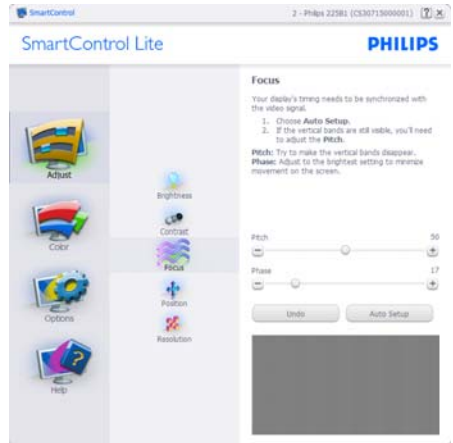 SmartControl
2 - Philips 225B1 (CS30715000001) ? ×
SmartControl Lite
PHILIPS
Adjust
Color
Options
Help
Brightness
Contrast
Focus
Position
Resolution
Focus
Your display's timing needs to be synchronized with
the video signal.
1. Choose Auto Setup.
2. If the vertical bands are still visible, you'll need
to adjust the Pitch.
Pitch: Try to make the vertical bands disappear.
Phase: Adjust to the brightest setting to minimize
movement on the screen.
Pitch 50
Phase 17
Undo Auto Setup